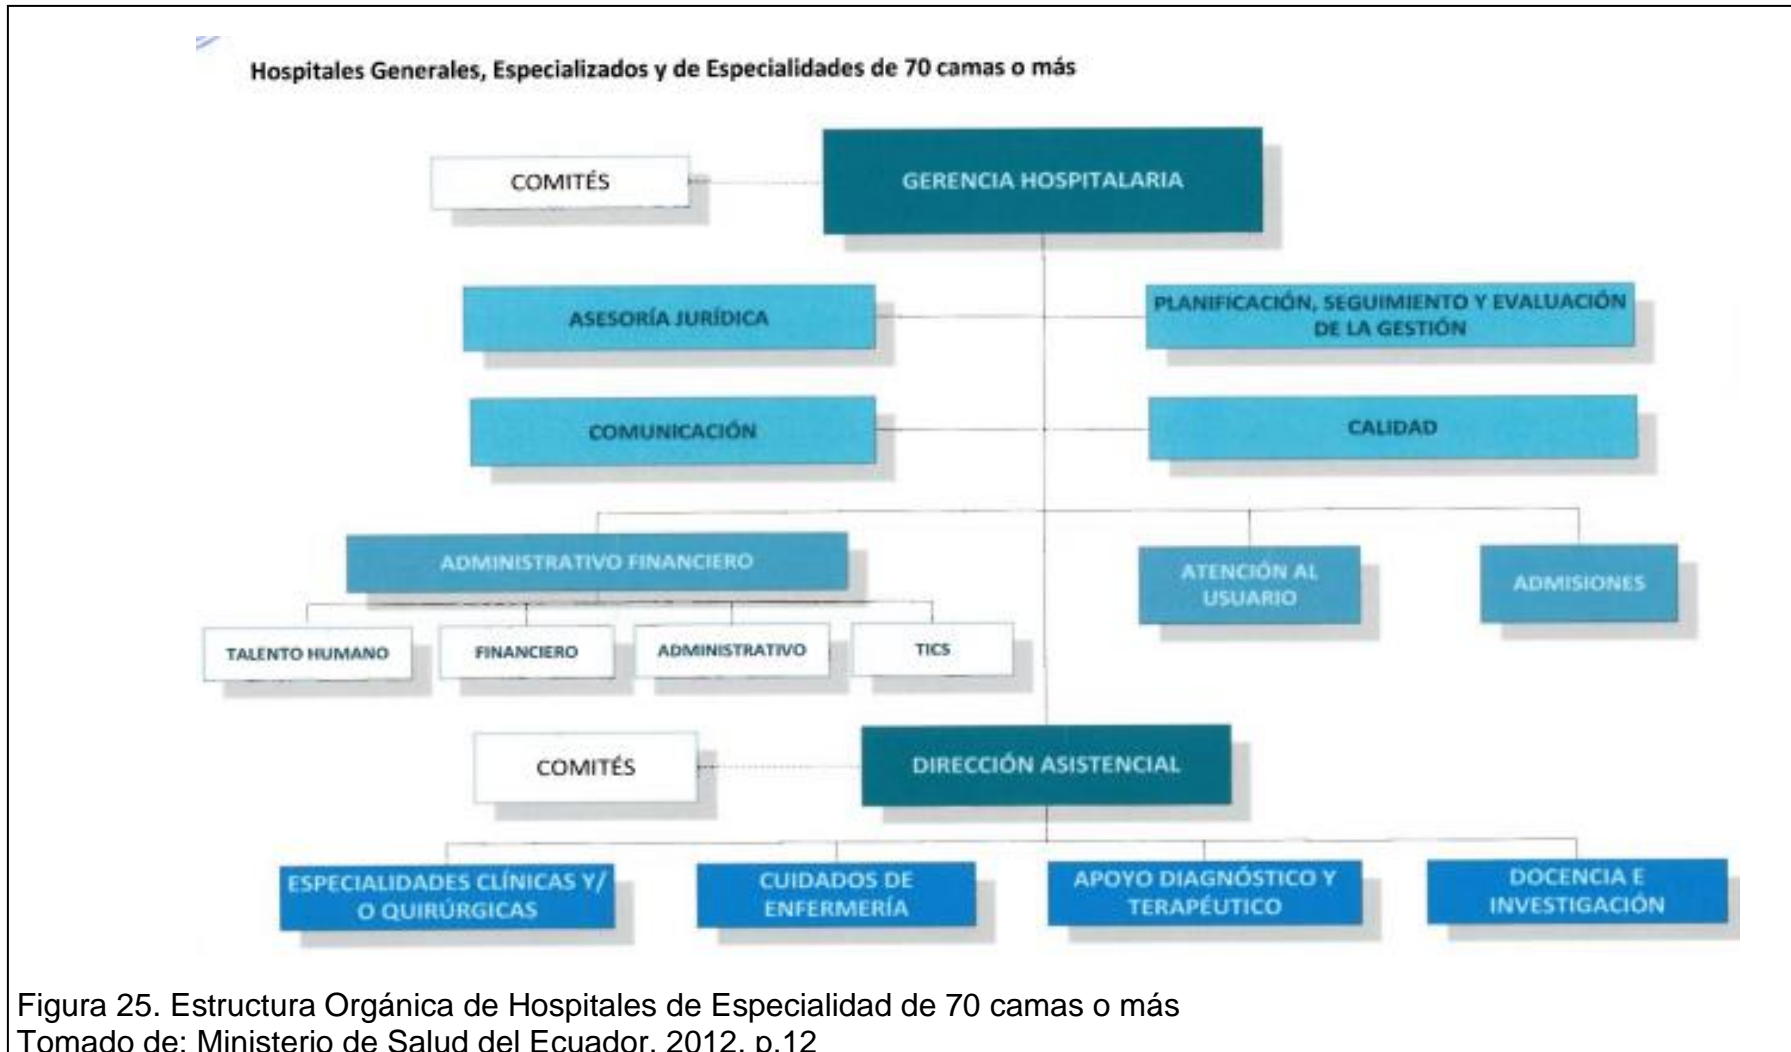 Hospitales Generales, Especializados y de Especialidades de 70 camas o más
COMITÉS
GERENCIA HOSPITALARIA
ASESORÍA JURÍDICA
PLANIFICACIÓN, SEGUIMIENTO Y EVALUACIÓN
DE LA GESTIÓN
COMUNICACIÓN
CALIDAD
ADMINISTRATIVO FINANCIERO
ATENCIÓN AL
USUARIO
ADMISIONES
TALENTO HUMANO
FINANCIERO
ADMINISTRATIVO
TICS
COMITÉS
DIRECCIÓN ASISTENCIAL
ESPECIALIDADES CLÍNICAS Y/
O QUIRÚRGICAS
CUIDADOS DE
ENFERMERÍA
APOYO DIAGNÓSTICO Y
TERAPÉUTICO
DOCENCIA E
INVESTIGACIÓN
Figura 25. Estructura Orgánica de Hospitales de Especialidad de 70 camas o más
Tomado de: Ministerio de Salud del Ecuador, 2012, p.12